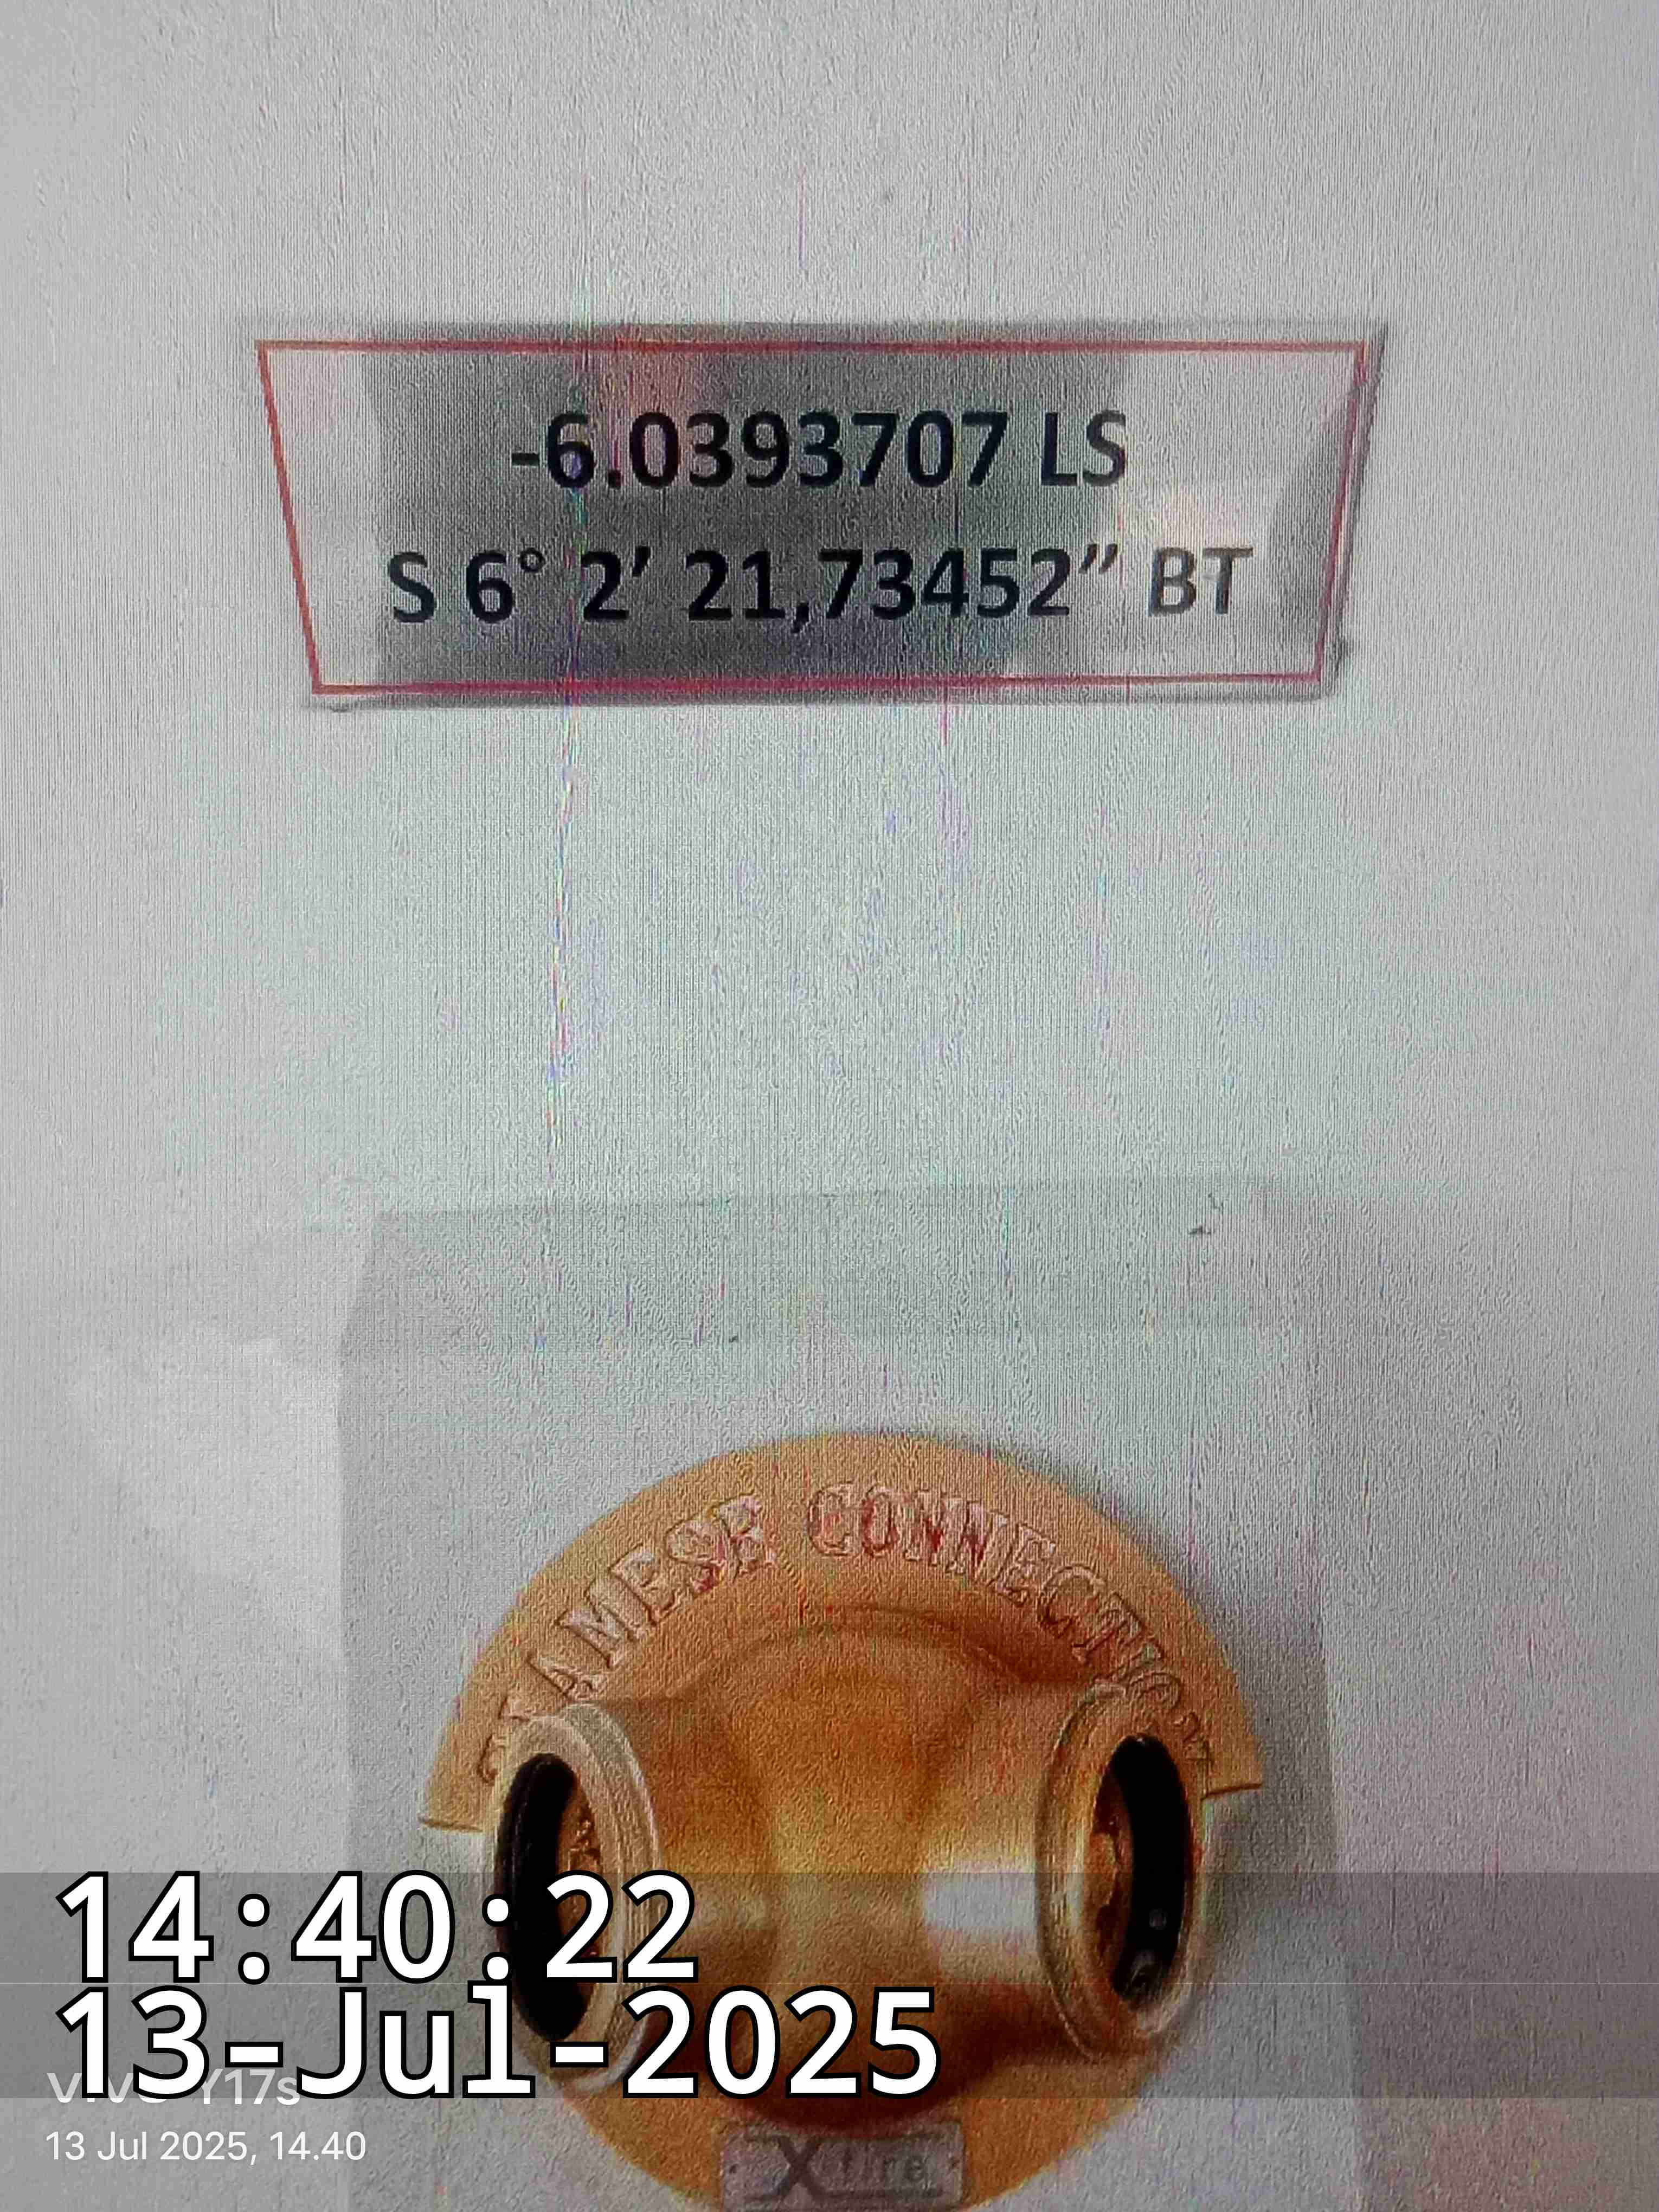 -6.0393707 LS
S 6° 2’ 21,73452” BT
SIAMESE CONNECTION
14:40:22
13-Jul-2025
vivo Y17s
13 Jul 2025, 14.40
X fire